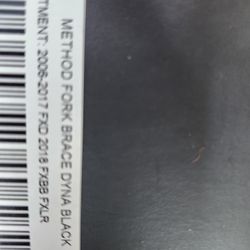 METHOD FORK BRACE DYNA BLACK
TMENT: 2006-2017 FXD 2018 FXBB FXLR